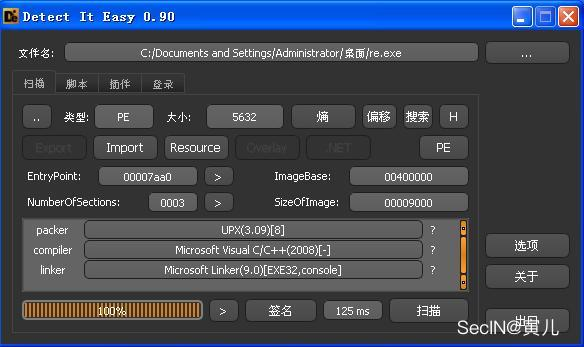 Detect It Easy 0.90
文件名: C:/Documents and Settings/Administrator/桌面/re.exe ...
扫描 脚本 插件 登录
.. 类型: PE 大小: 5632 熵 偏移 搜索 H
Export Import Resource Overlay .NET PE
EntryPoint: 00007aa0 > ImageBase: 00400000
NumberOfSections: 0003 > SizeOfImage: 00009000
packer UPX(3.09)[8] ?
compiler Microsoft Visual C/C++(2008)[-] ?
linker Microsoft Linker(9.0)[EXE32,console] ?
选项
关于
100% > 签名 125 ms 扫描
SecIN@黄儿